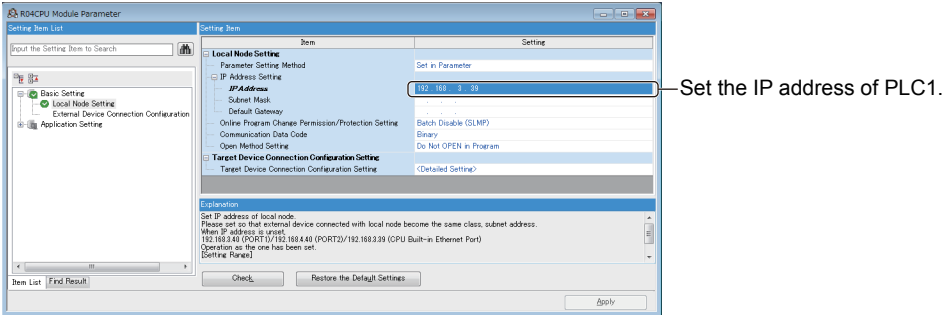 R04CPU Module Parameter
Setting Item List
Input the Setting Item to Search
Basic Setting
Local Node Setting
External Device Connection Configuration
Application Setting
Item List
Find Result
Setting Item
Item Setting
Local Node Setting
Parameter Setting Method Set in Parameter
IP Address Setting
IP Address 192 . 168 . 3 . 39
Subnet Mask . . .
Default Gateway . . .
Online Program Change Permission/Protection Setting Batch Disable (SLMP)
Communication Data Code Binary
Open Method Setting Do Not OPEN in Program
Target Device Connection Configuration Setting
Target Device Connection Configuration Setting <Detailed Setting>
Explanation
Set IP address of local node.
Please set so that external device connected with local node become the same class, subnet address.
When IP address is unset,
192.168.3.40 (PORT1)/192.168.4.40 (PORT2)/192.168.3.39 (CPU Built-in Ethernet Port)
Operation as the one has been set.
[Setting Range]
Check
Restore the Default Settings
Apply
Set the IP address of PLC1.